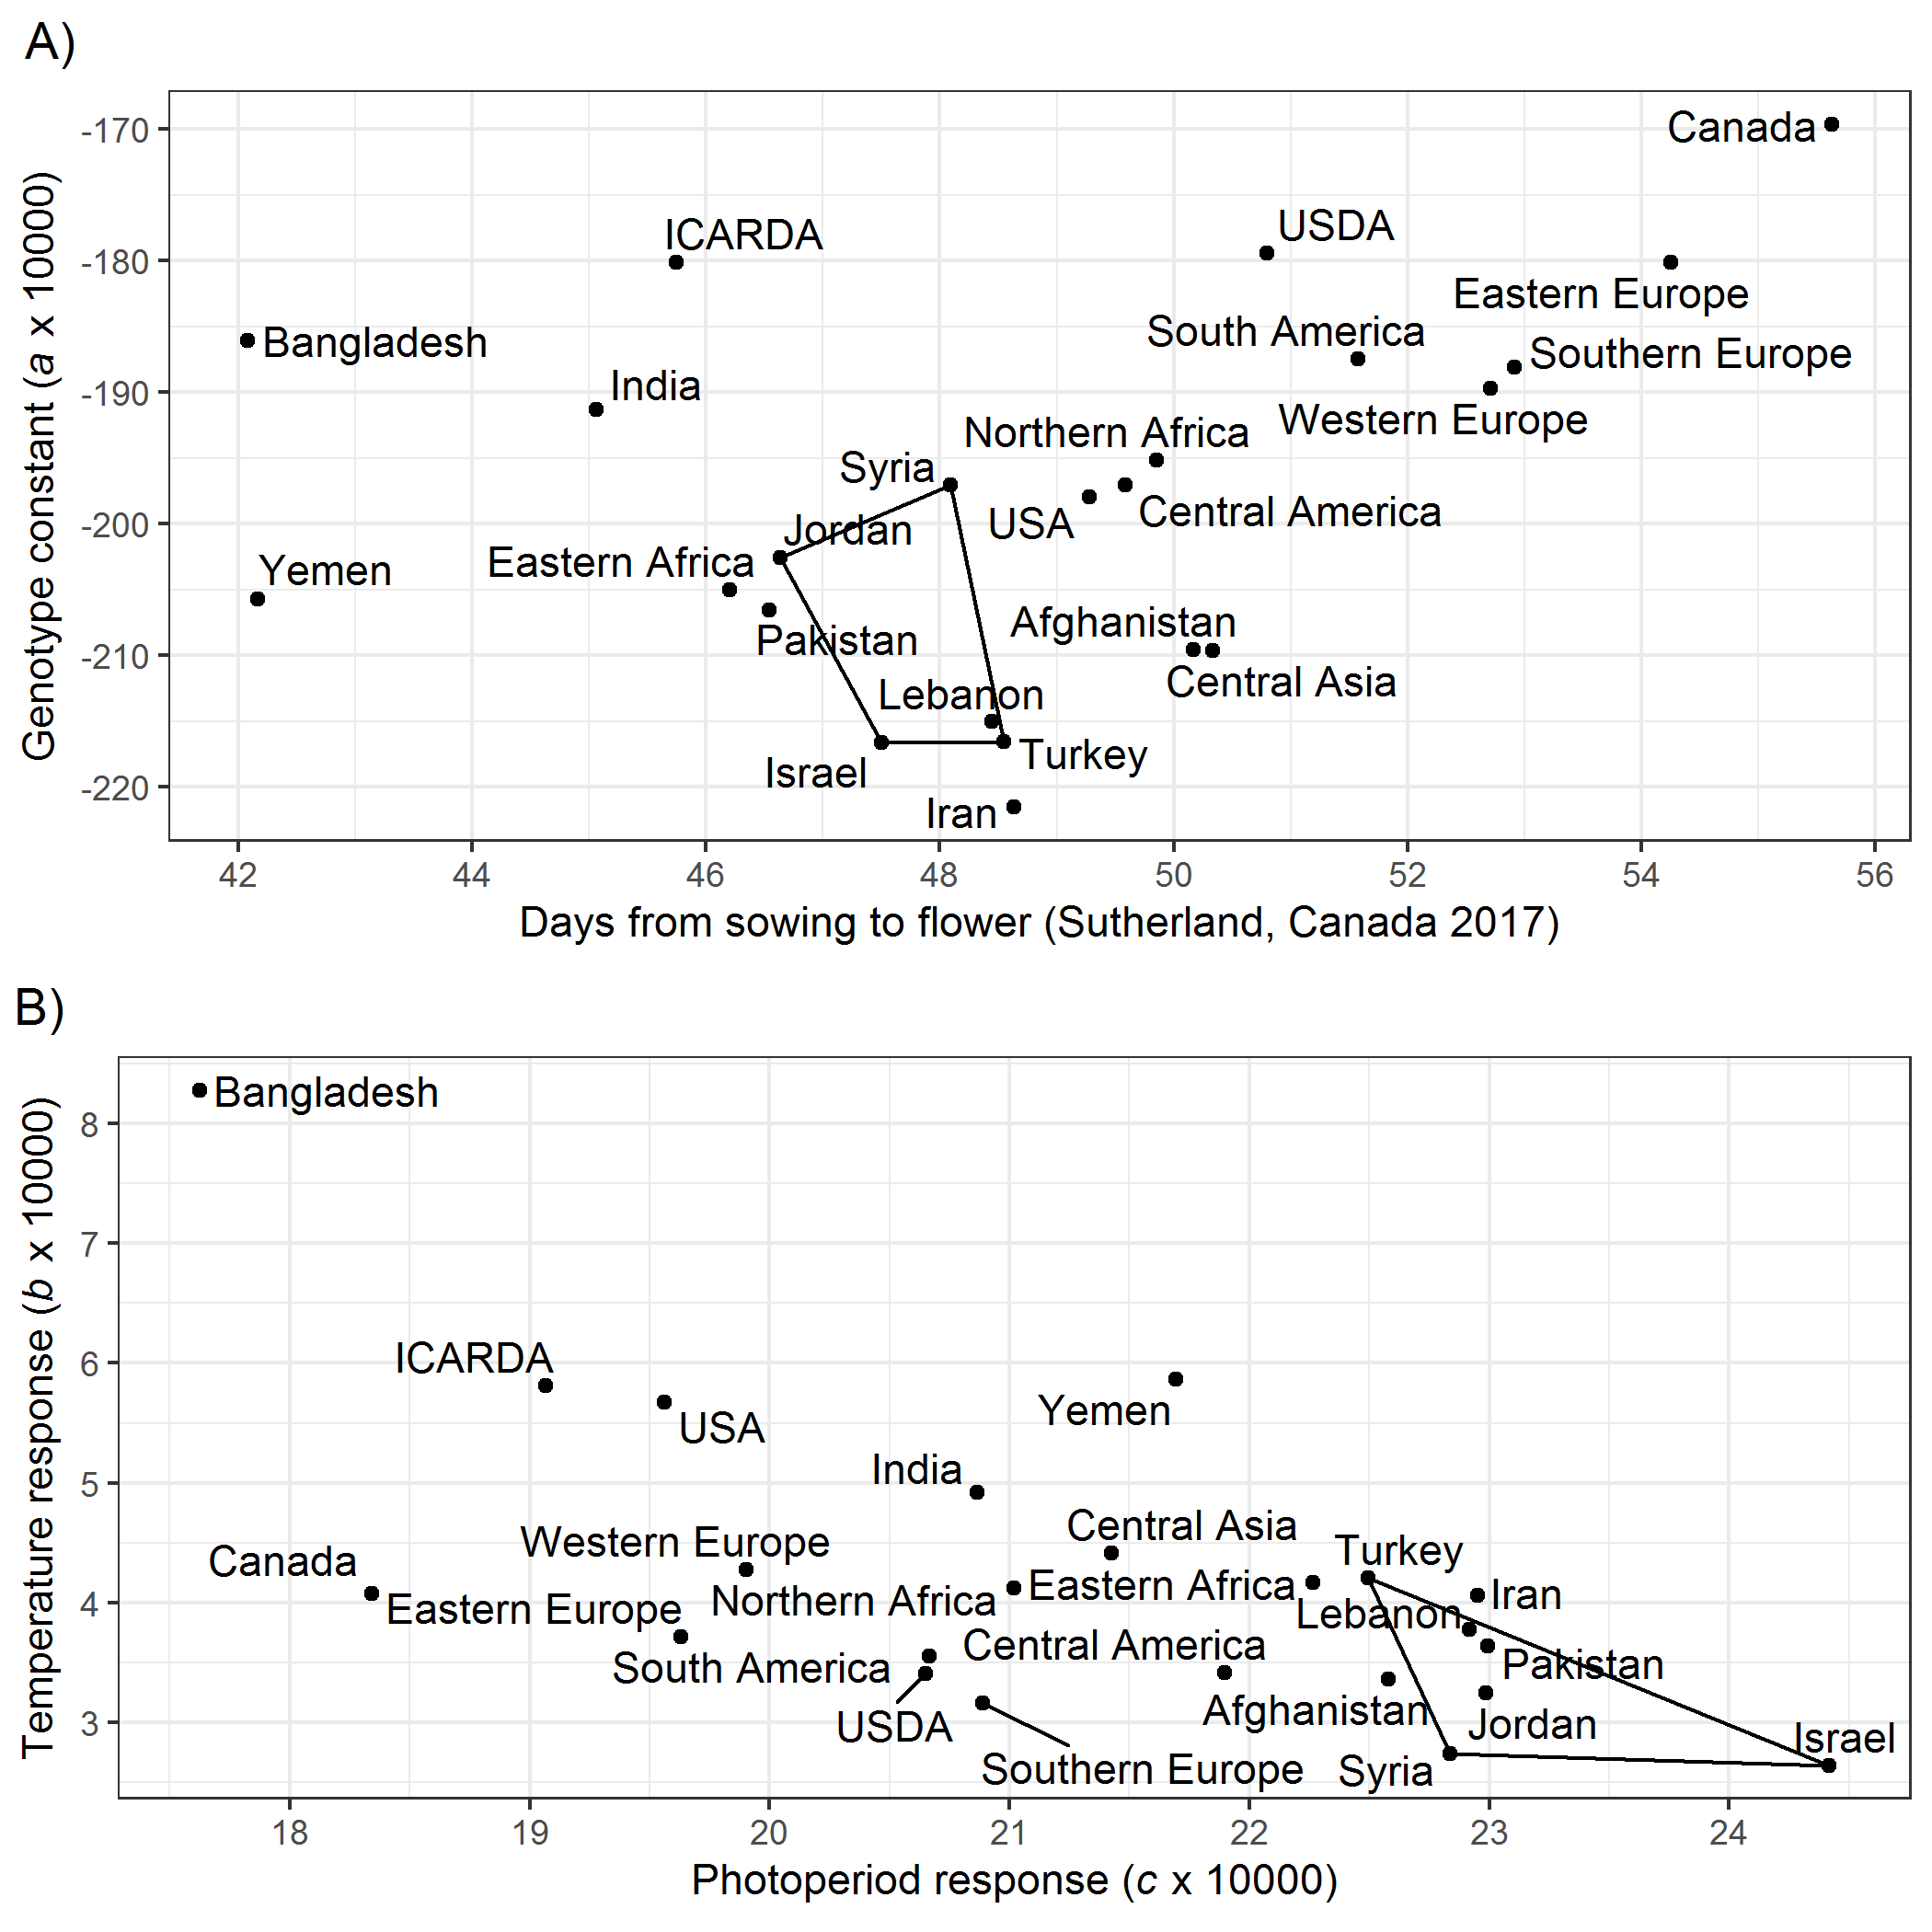 A)
Genotype constant (a x 10000)
-170
-180
-190
-200
-210
-220
Canada
USDA
ICARDA
Eastern Europe
South America
Bangladesh
Southern Europe
India
Western Europe
Northern Africa
Syria
Central America
USA
Jordan
Eastern Africa
Yemen
Afghanistan
Pakistan
Central Asia
Lebanon
Turkey
Israel
Iran
42 44 46 48 50 52 54 56
Days from sowing to flower (Sutherland, Canada 2017)
B)
Temperature response (b x 10000)
8
7
6
5
4
3
Bangladesh
ICARDA
Yemen
USA
India
Central Asia
Western Europe
Turkey
Canada
Eastern Africa
Iran
Northern Africa
Eastern Europe
Lebanon
Central America
Pakistan
South America
Afghanistan
Jordan
USDA
Israel
Southern Europe
Syria
18 19 20 21 22 23 24
Photoperiod response (c x 10000)